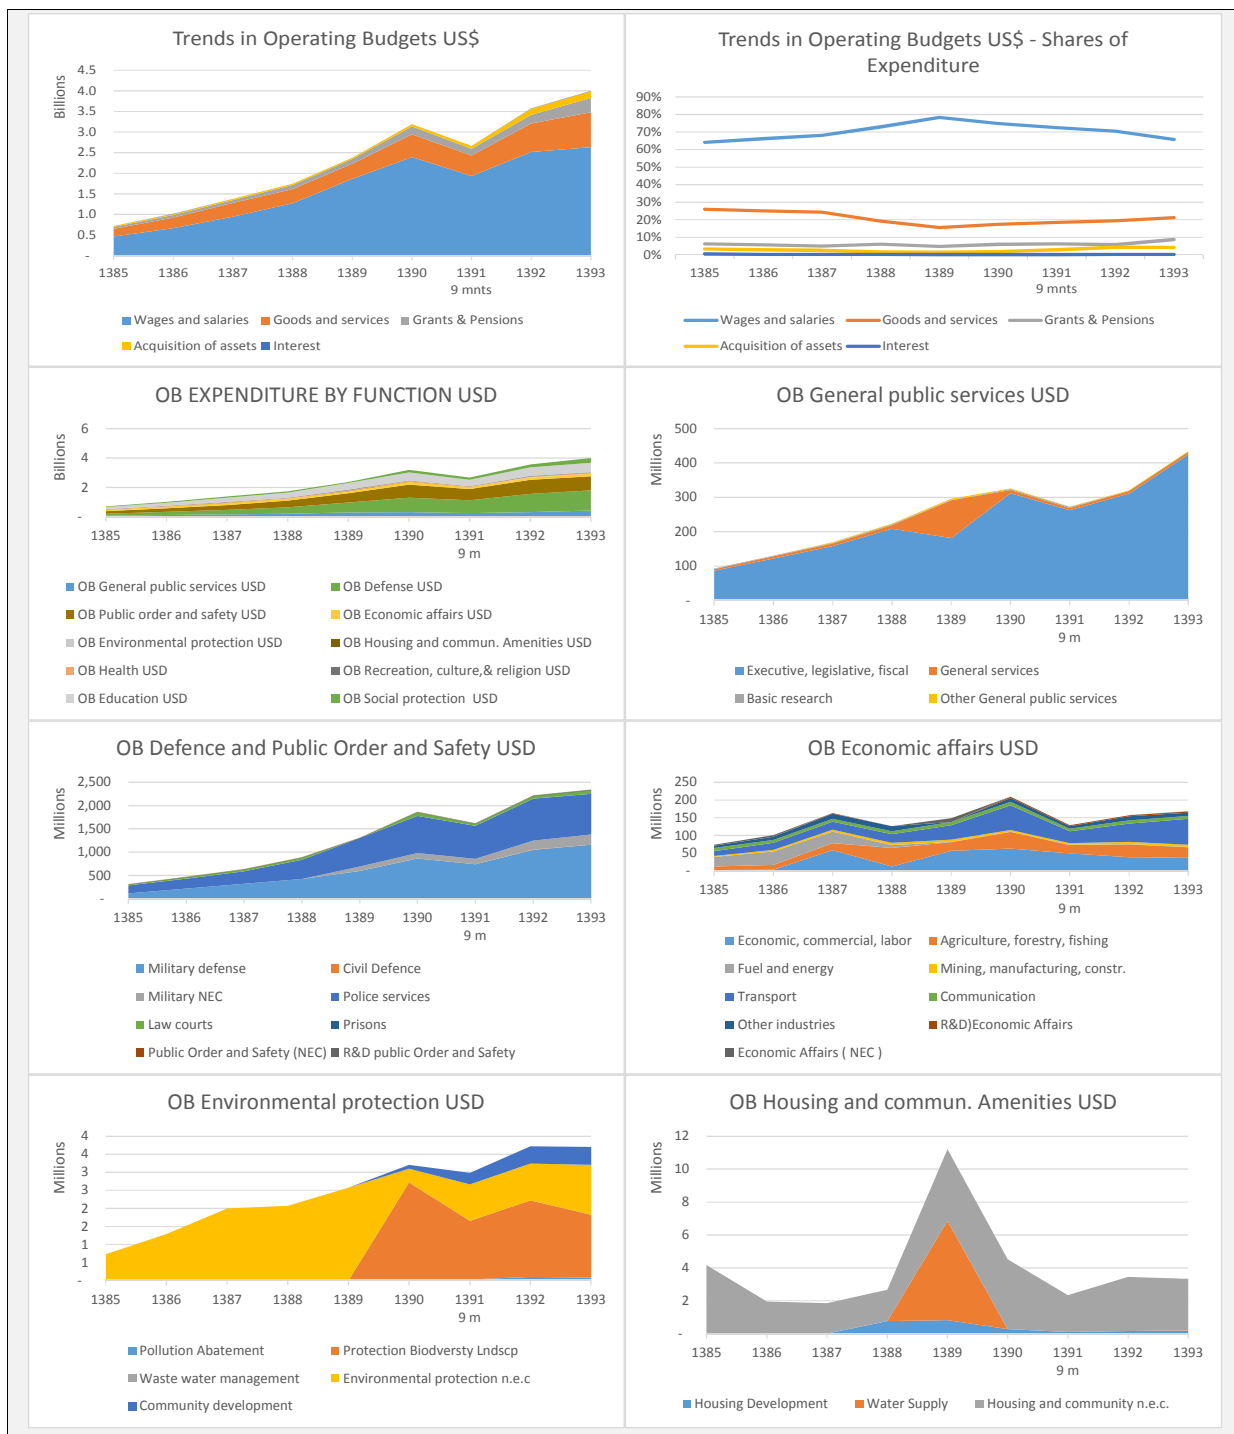 Trends in Operating Budgets US$
Billions
4.5
4.0
3.5
3.0
2.5
2.0
1.5
1.0
0.5
-
1385 1386 1387 1388 1389 1390 1391 1392 1393
9 mnts
Wages and salaries Goods and services Grants & Pensions
Acquisition of assets Interest
Trends in Operating Budgets US$ - Shares of
Expenditure
90%
80%
70%
60%
50%
40%
30%
20%
10%
0%
1385 1386 1387 1388 1389 1390 1391 1392 1393
9 mnts
Wages and salaries Goods and services Grants & Pensions
Acquisition of assets Interest
OB EXPENDITURE BY FUNCTION USD
Billions
6
4
2
-
1385 1386 1387 1388 1389 1390 1391 1392 1393
9 m
OB General public services USD OB Defense USD
OB Public order and safety USD OB Economic affairs USD
OB Environmental protection USD OB Housing and commun. Amenities USD
OB Health USD OB Recreation, culture,& religion USD
OB Education USD OB Social protection USD
OB General public services USD
Millions
500
400
300
200
100
-
1385 1386 1387 1388 1389 1390 1391 1392 1393
9 m
Executive, legislative, fiscal General services
Basic research Other General public services
OB Defence and Public Order and Safety USD
Millions
2,500
2,000
1,500
1,000
500
-
1385 1386 1387 1388 1389 1390 1391 1392 1393
9 m
Military defense Civil Defence
Military NEC Police services
Law courts Prisons
Public Order and Safety (NEC) R&D public Order and Safety
OB Economic affairs USD
Millions
250
200
150
100
50
-
1385 1386 1387 1388 1389 1390 1391 1392 1393
9 m
Economic, commercial, labor Agriculture, forestry, fishing
Fuel and energy Mining, manufacturing, constr.
Transport Communication
Other industries R&D)Economic Affairs
Economic Affairs ( NEC )
OB Environmental protection USD
Millions
4
4
3
3
2
2
1
1
-
1385 1386 1387 1388 1389 1390 1391 1392 1393
9 m
Pollution Abatement Protection Biodversty Lndscp
Waste water management Environmental protection n.e.c
Community development
OB Housing and commun. Amenities USD
Millions
12
10
8
6
4
2
-
1385 1386 1387 1388 1389 1390 1391 1392 1393
9 m
Housing Development Water Supply Housing and community n.e.c.